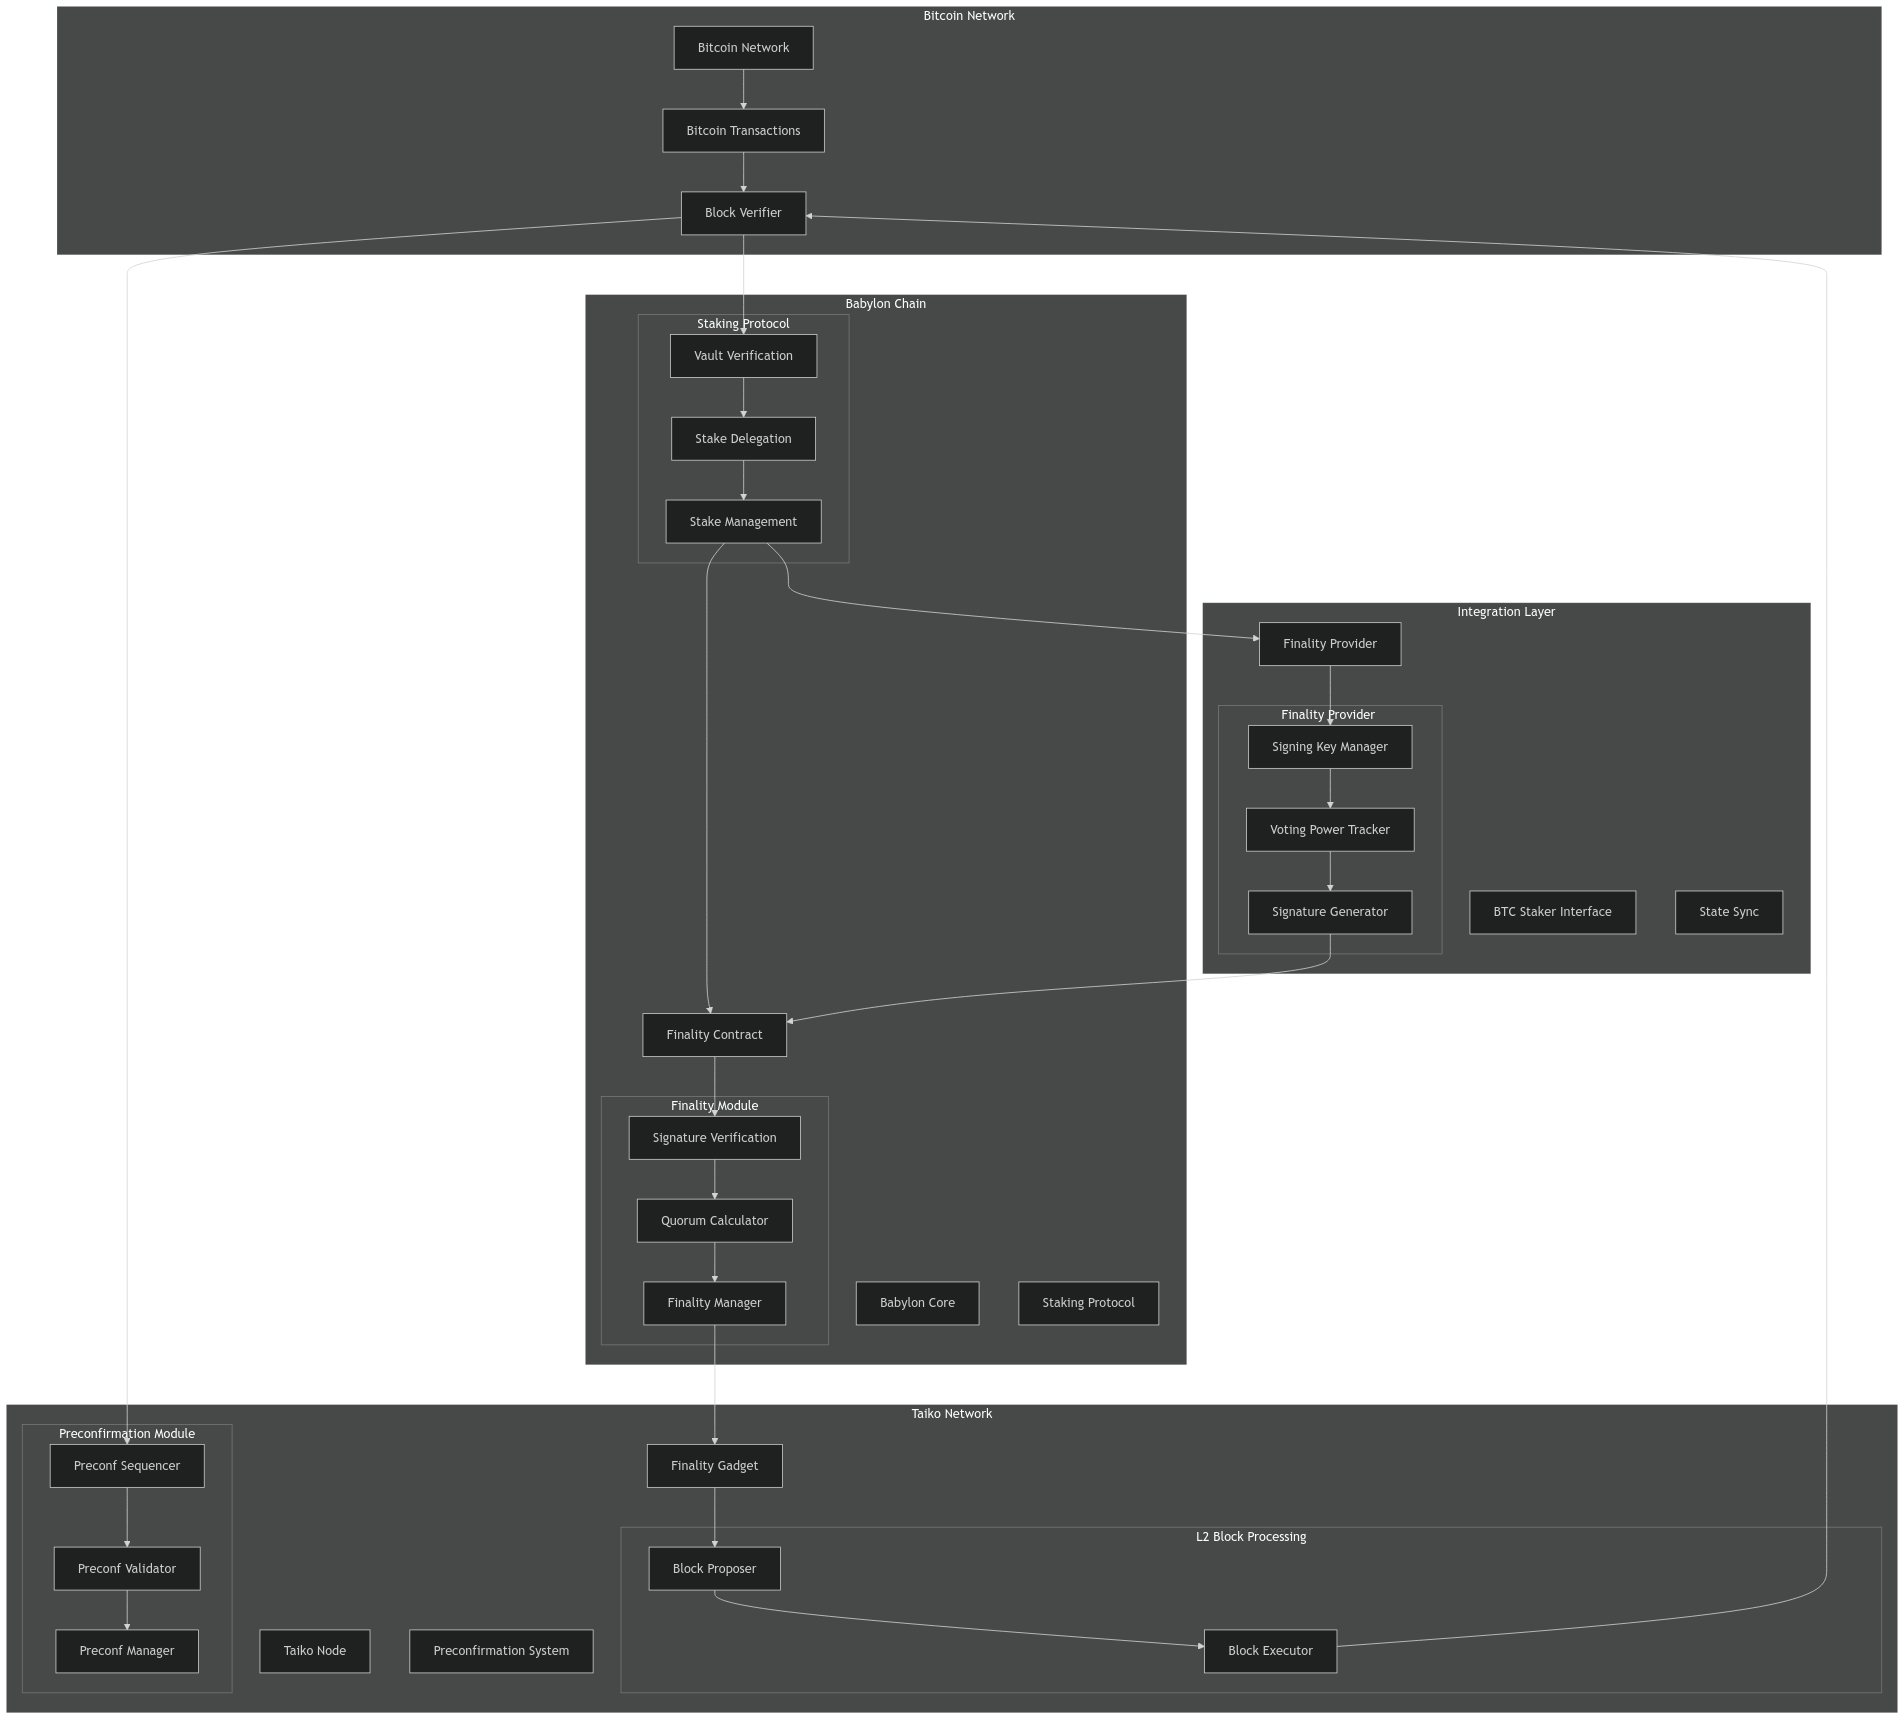 Bitcoin Network
Bitcoin Network
Bitcoin Transactions
Block Verifier
Babylon Chain
Staking Protocol
Vault Verification
Stake Delegation
Stake Management
Integration Layer
Finality Provider
Finality Provider
Signing Key Manager
Voting Power Tracker
Signature Generator
BTC Staker Interface
State Sync
Finality Contract
Finality Module
Signature Verification
Quorum Calculator
Finality Manager
Babylon Core
Staking Protocol
Taiko Network
Preconfirmation Module
Preconf Sequencer
Finality Gadget
L2 Block Processing
Preconf Validator
Block Proposer
Preconf Manager
Taiko Node
Preconfirmation System
Block Executor